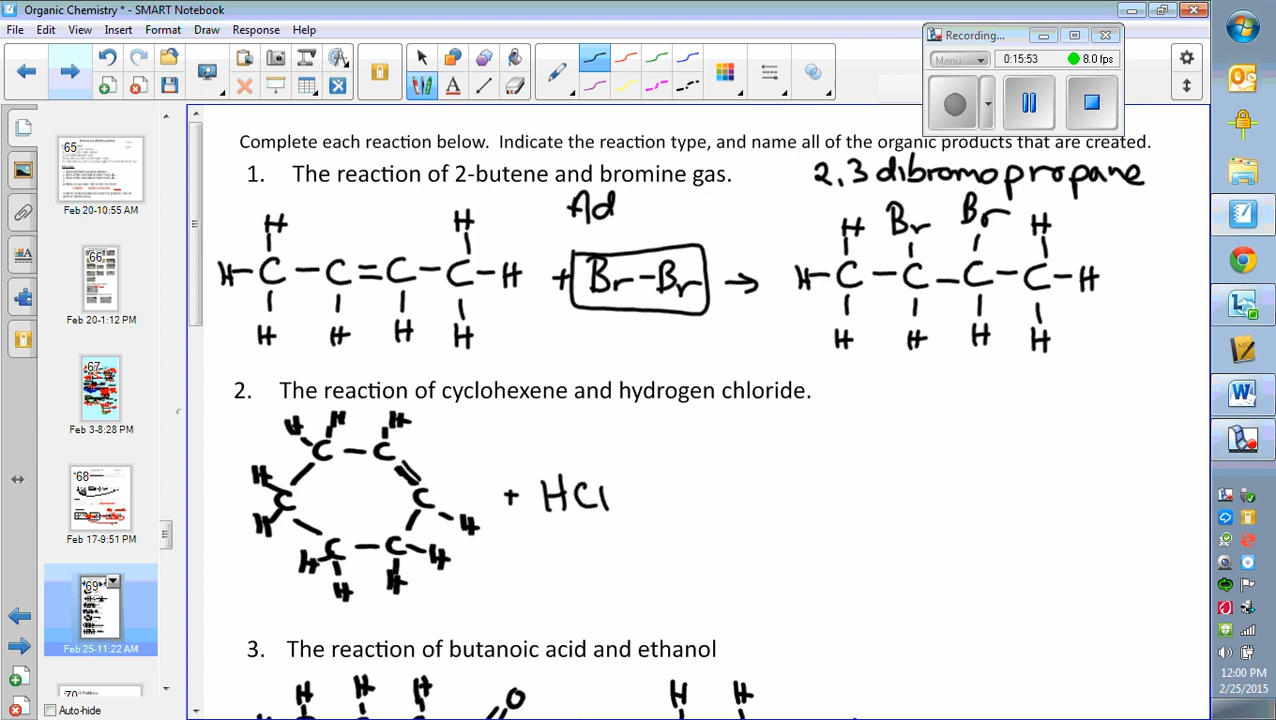 Organic Chemistry * - SMART Notebook
File Edit View Insert Format Draw Response Help
Recording...
Menu 0:15:53 8.0 fps
65
Feb 20-10:55 AM
66
Feb 20-1:12 PM
67
Feb 3-8:28 PM
68
Feb 17-9:51 PM
69
Feb 25-11:22 AM
70
Auto-hide
Complete each reaction below. Indicate the reaction type, and name all of the organic products that are created.
1. The reaction of 2-butene and bromine gas. 2,3 dibromopropane
Ad
H H H Br Br H
H-C-C=C-C-H + Br-Br → H-C-C-C-C-H
H H H H H H H H
2. The reaction of cyclohexene and hydrogen chloride.
H H H
C-C
H
C C + HCl
H H
H C-C H
H H
3. The reaction of butanoic acid and ethanol
H H H O H H
12:00 PM
2/25/2015